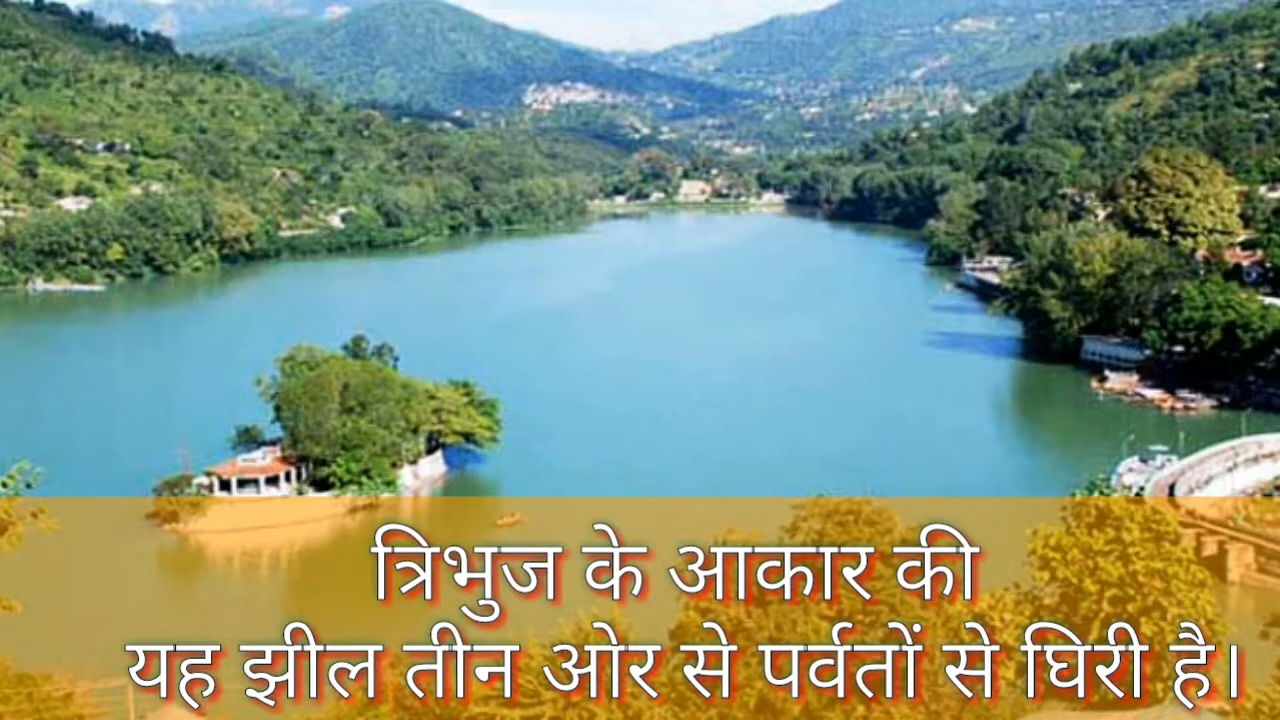 त्रिभुज के आकार की
यह झील तीन ओर से पर्वतों से घिरी है।